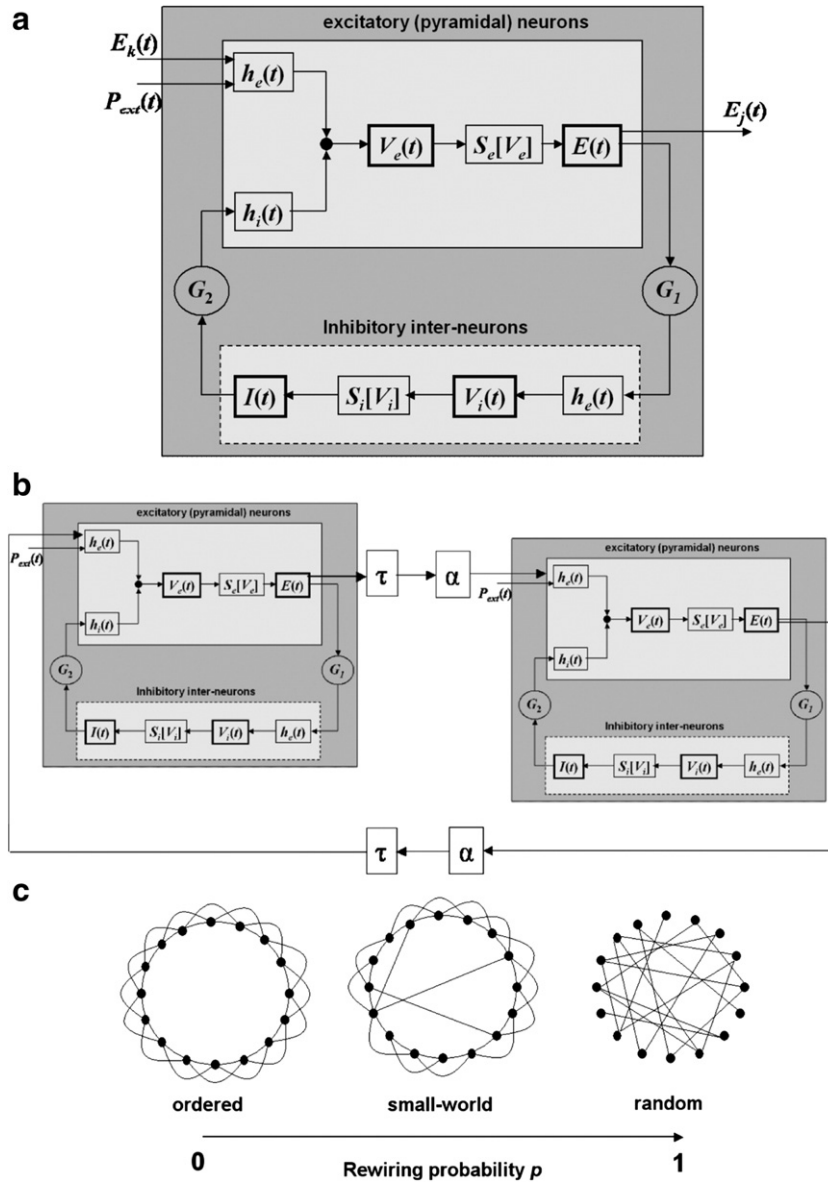 a
excitatory (pyramidal) neurons
E_k(t)
P_ext(t)
h_e(t)
E_j(t)
V_e(t)
S_e[V_e]
E(t)
h_i(t)
G_2
G_1
Inhibitory inter-neurons
I(t)
S_i[V_i]
V_i(t)
h_e(t)
b
excitatory (pyramidal) neurons
P_ext(t)
h_e(t)
V_e(t)
S_e[V_e]
E(t)
h_i(t)
G_2
G_1
Inhibitory inter-neurons
I(t)
S_i[V_i]
V_i(t)
h_e(t)
τ
α
excitatory (pyramidal) neurons
P_ext(t)
h_e(t)
V_e(t)
S_e[V_e]
E(t)
h_i(t)
G_2
G_1
Inhibitory inter-neurons
I(t)
S_i[V_i]
V_i(t)
h_e(t)
τ
α
c
ordered
small-world
random
0
Rewiring probability p
1